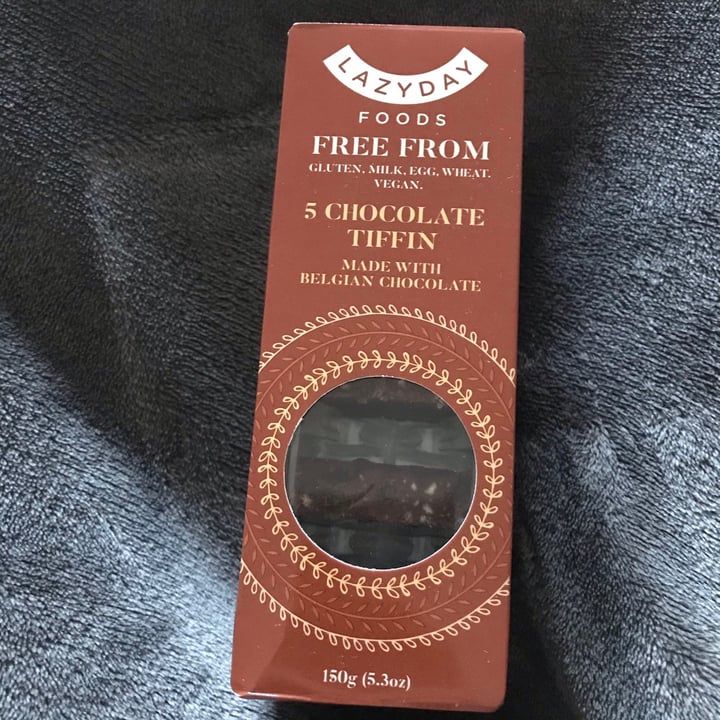 LAZYDAY
FOODS
FREE FROM
GLUTEN, MILK, EGG, WHEAT.
VEGAN.
5 CHOCOLATE
TIFFIN
MADE WITH
BELGIAN CHOCOLATE
150g (5.3oz)